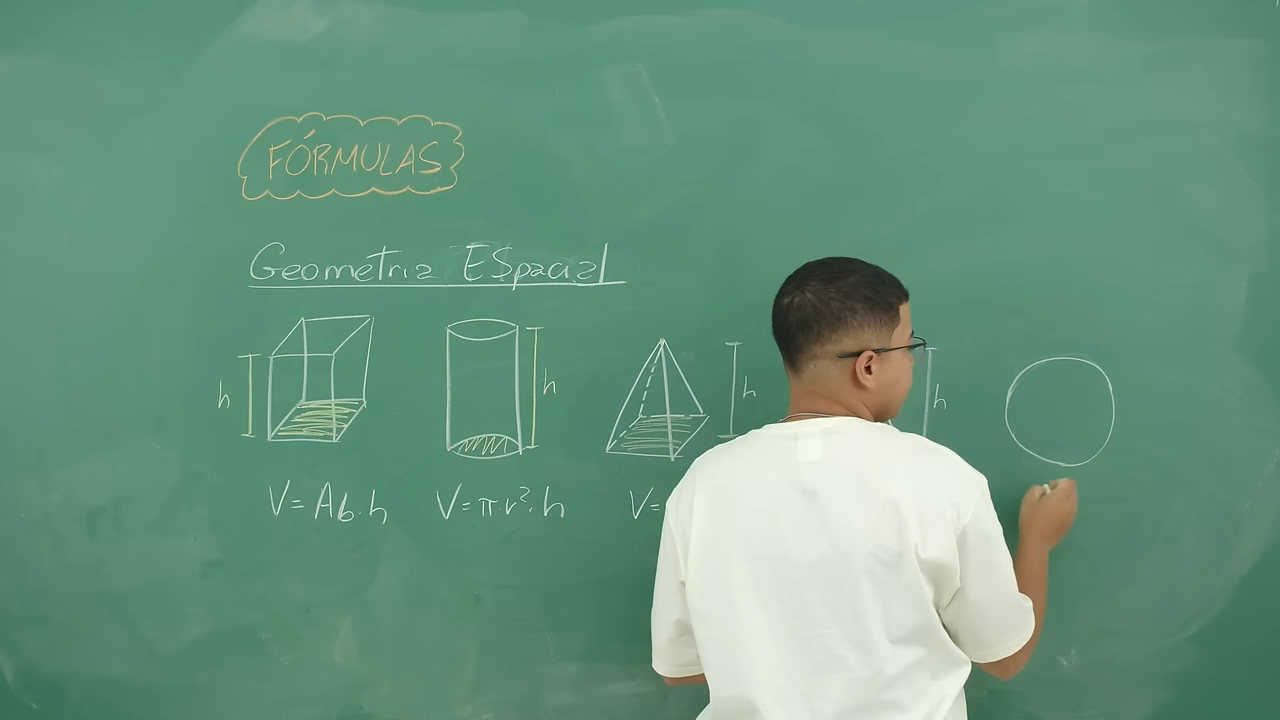 FÓRMULAS
Geometria ESpacial
h
h
h
h
V= Ab.h
V= πr².h
V=